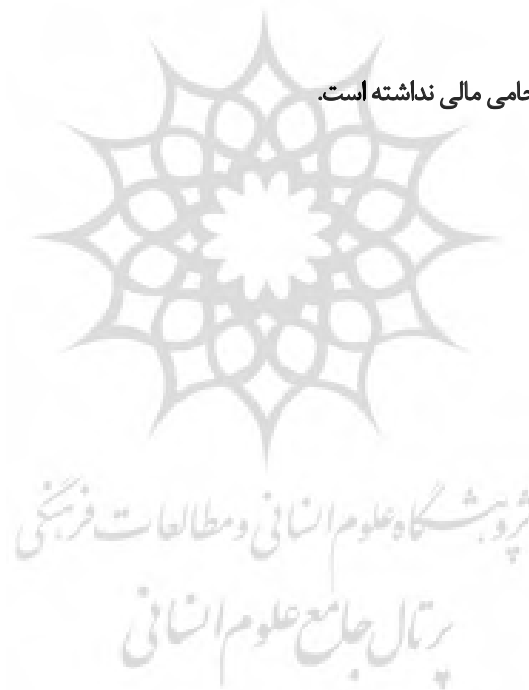 حامی مالی نداشته است.
پژوهشگاه علوم انسانی و مطالعات فرهنگی
پرتال جامع علوم انسانی